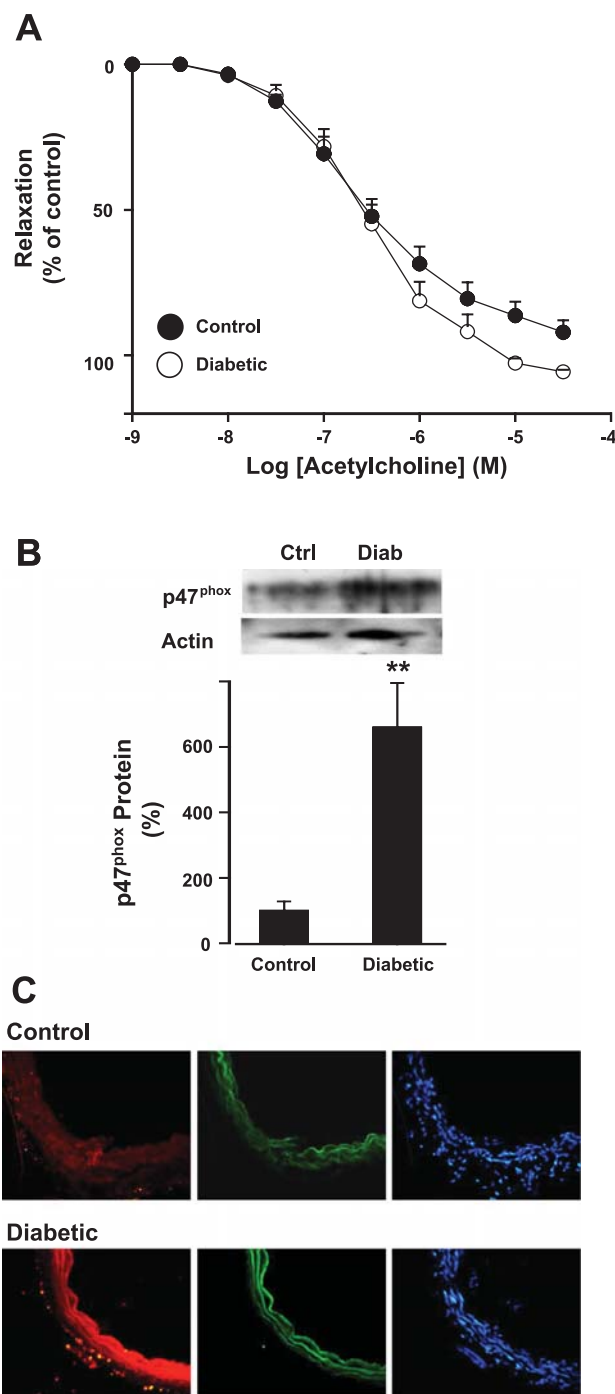 A
0
50
100
Relaxation
(% of control)
Control
Diabetic
-9 -8 -7 -6 -5 -4
Log [Acetylcholine] (M)
B
Ctrl Diab
p47phox
Actin
**
600
400
200
0
p47phox Protein
(%)
Control Diabetic
C
Control
Diabetic